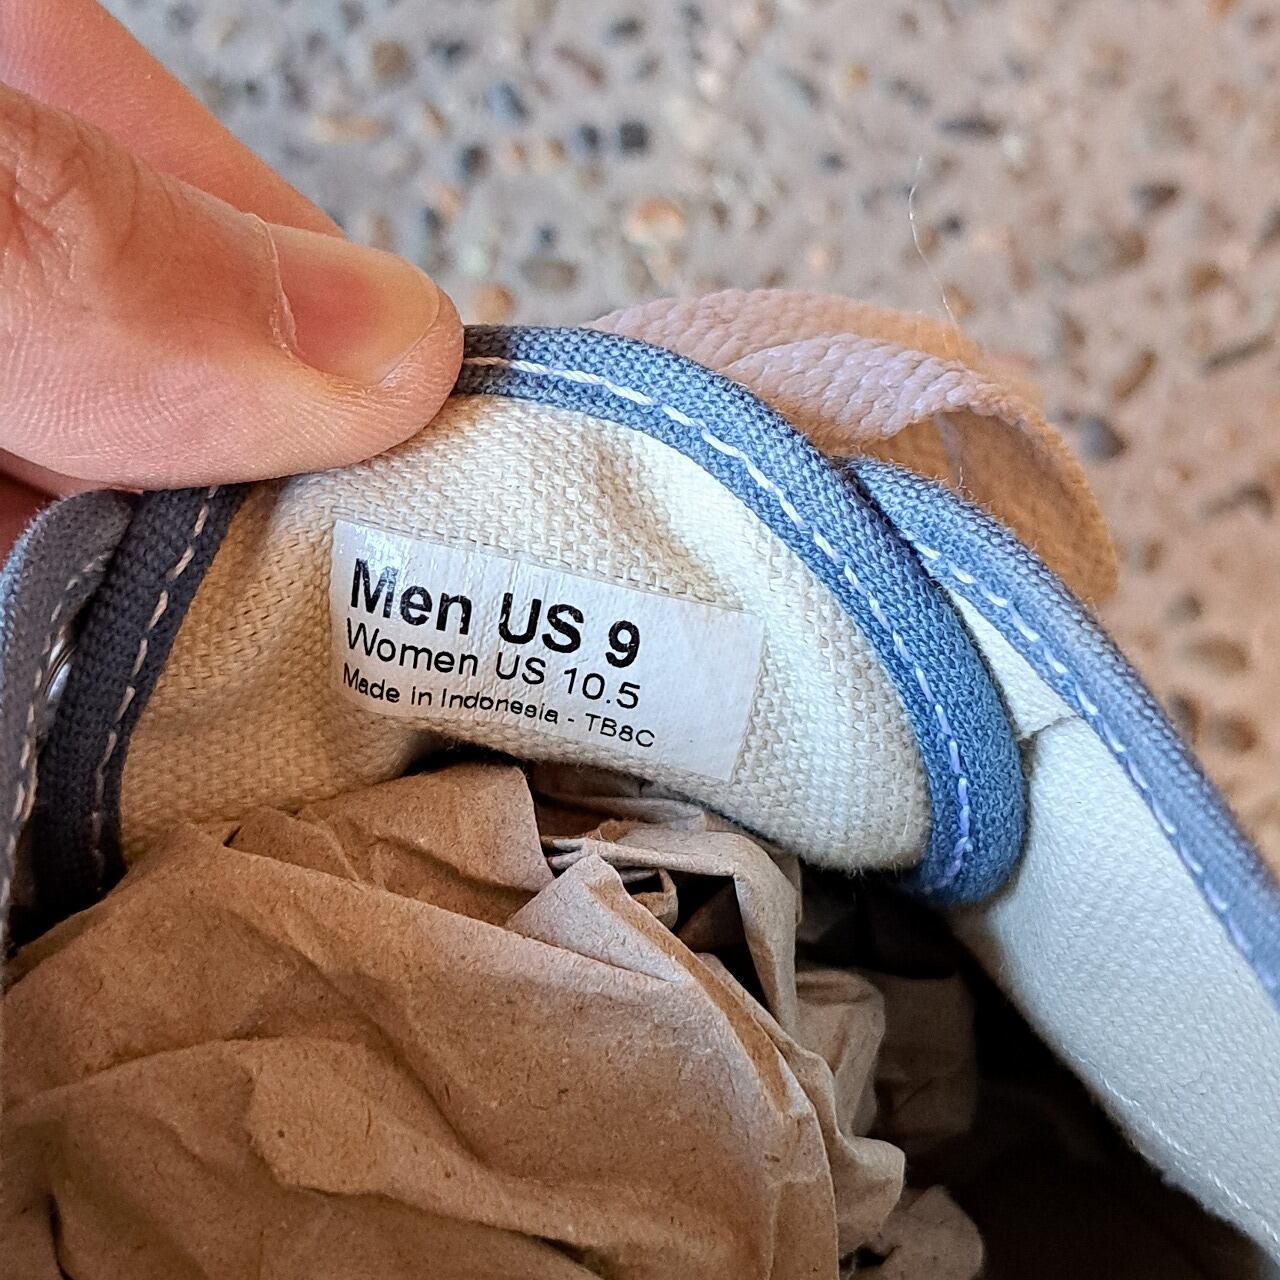 Men US 9
Women US 10.5
Made in Indonesia - TB8C